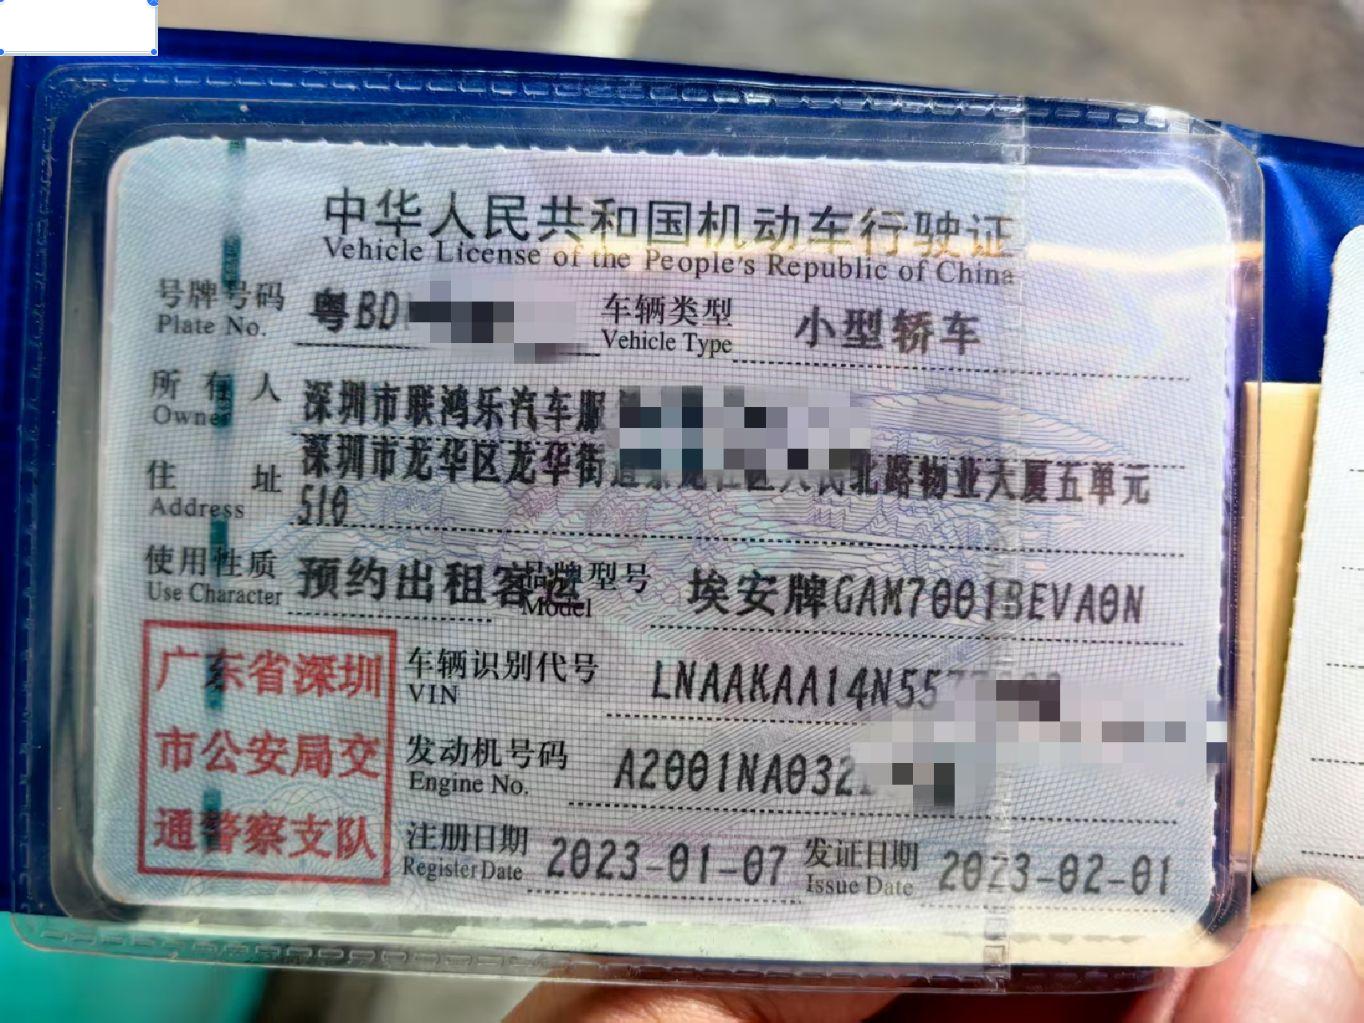 中华人民共和国机动车行驶证
Vehicle License of the People's Republic of China
号牌号码 粤BD 车辆类型 小型轿车
Plate No. Vehicle Type
所有人 深圳市联鸿乐汽车服
Owner
住址 深圳市龙华区龙华街道 人民北路物业大厦五单元
Address 510
使用性质 预约出租客运 品牌型号 埃安牌GAM7001BEVA0N
Use Character Model
广东省深圳
市公安局交
通警察支队
车辆识别代号 LNAAKAA14N55
VIN
发动机号码 A2001NA032
Engine No.
注册日期 2023-01-07 发证日期 2023-02-01
Register Date Issue Date